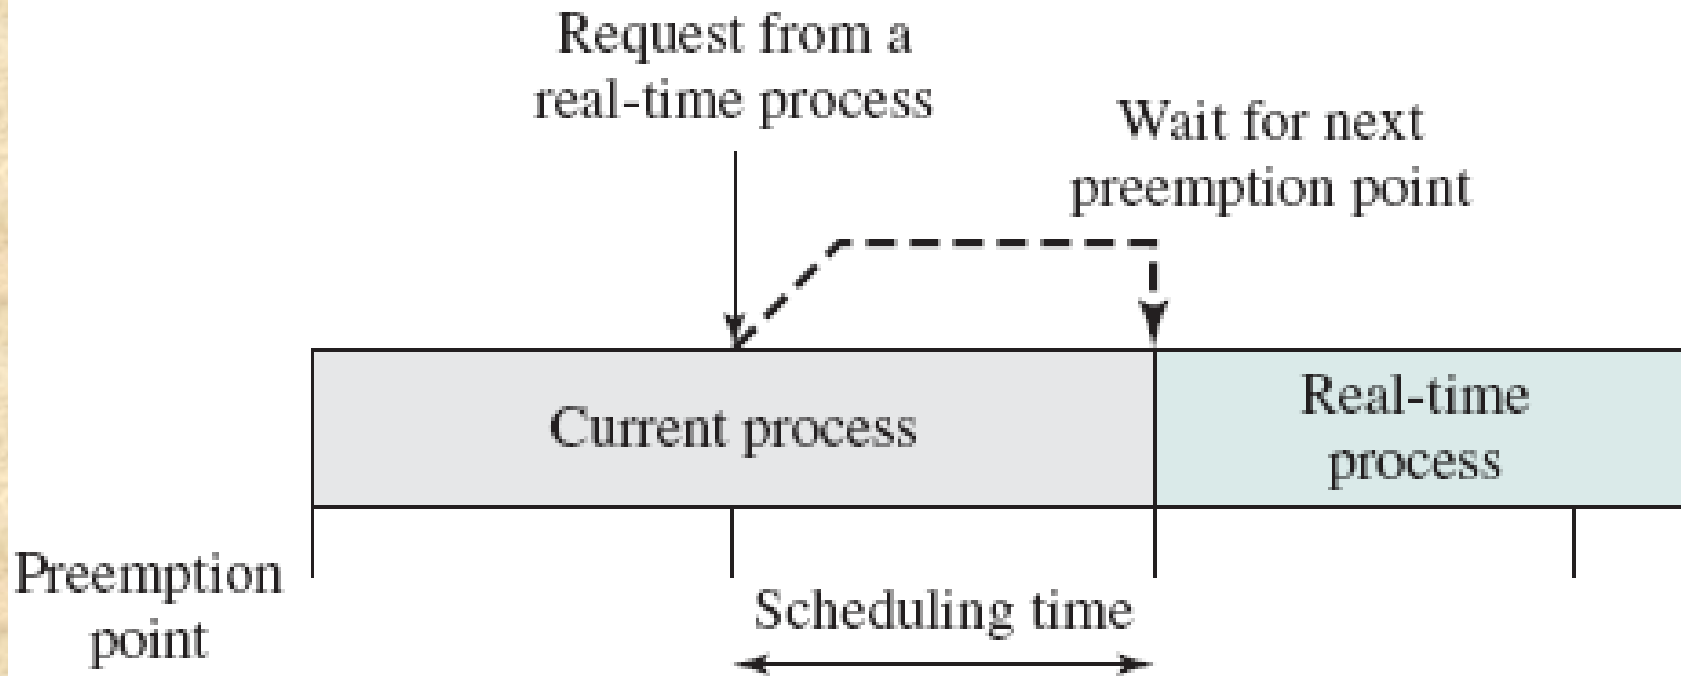 Request from a
real-time process
Wait for next
preemption point
Current process
Real-time
process
Preemption
point
Scheduling time